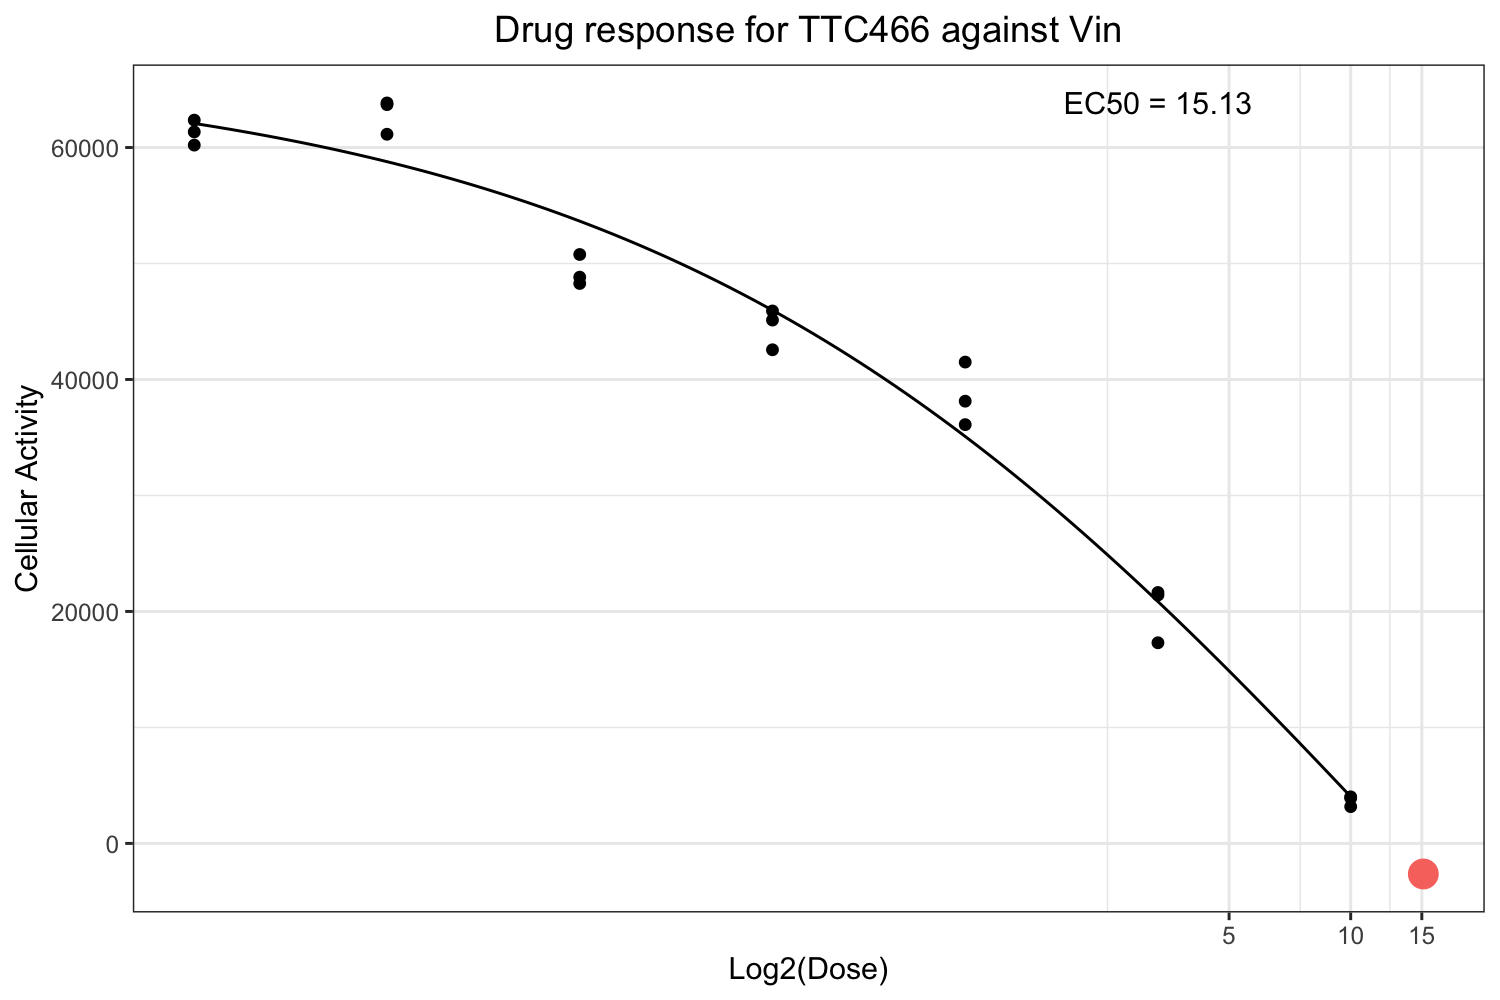 Drug response for TTC466 against Vin
EC50 = 15.13
60000
40000
20000
0
Cellular Activity
5 10 15
Log2(Dose)